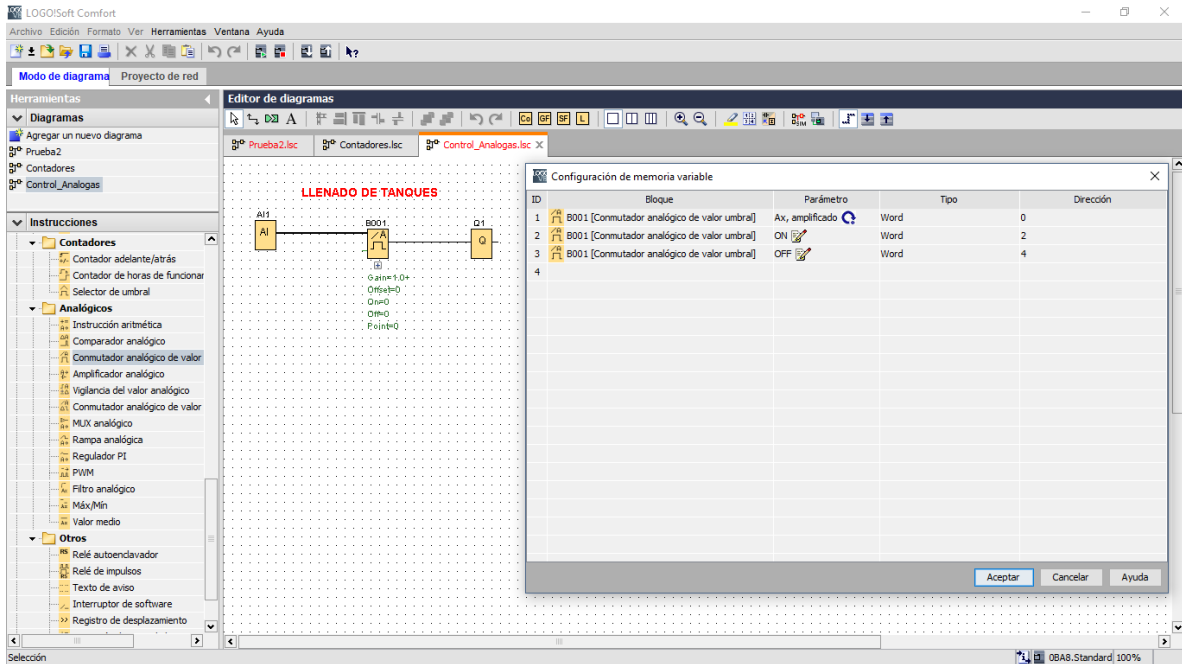 LOGO!Soft Comfort
Archivo Edición Formato Ver Herramientas Ventana Ayuda
Modo de diagrama Proyecto de red
Herramientas
Diagramas
Agregar un nuevo diagrama
Prueba2
Contadores
Control_Analogas
Instrucciones
Contadores
Contador adelante/atrás
Contador de horas de funcionar
Selector de umbral
Analógicos
Instrucción aritmética
Comparador analógico
Conmutador analógico de valor
Amplificador analógico
Vigilancia del valor analógico
Conmutador analógico de valor
MUX analógico
Rampa analógica
Regulador PI
PWM
Filtro analógico
Máx/Mín
Valor medio
Otros
RS Relé autoenclavador
Relé de impulsos
Texto de aviso
Interruptor de software
Registro de desplazamiento
Editor de diagramas
A Co GF SF L
Prueba2.lsc Contadores.lsc Control_Analogas.lsc
LLENADO DE TANQUES
AI1 B001 Q1
AI /A Q
Gain=1.0+
Offset=0
On=0
Off=0
Point=0
Configuración de memoria variable
ID Bloque Parámetro Tipo Dirección
1 B001 [Conmutador analógico de valor umbral] Ax, amplificado Word 0
2 B001 [Conmutador analógico de valor umbral] ON Word 2
3 B001 [Conmutador analógico de valor umbral] OFF Word 4
4
Aceptar Cancelar Ayuda
Selección 0BA8.Standard 100%